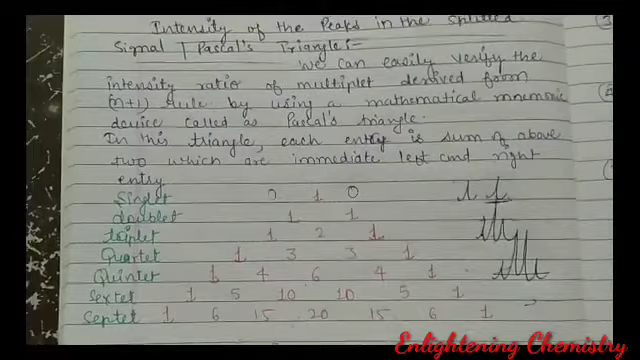 Intensity of the Peaks in the splitted
Signal / Pascal's Triangle:-
We can easily verify the
intensity ratio of multiplet derived from
(n+1) rule by using a mathematical mnemonic
device called as Pascal's triangle.
In this triangle, each entry is sum of above
two which are immediate left and right
entry
Singlet 0 1 0
doublet 1 1
triplet 1 2 1
Quartet 1 3 3 1
Quintet 1 4 6 4 1
Sextet 1 5 10 10 5 1
Septet 1 6 15 20 15 6 1
Enlightening Chemistry